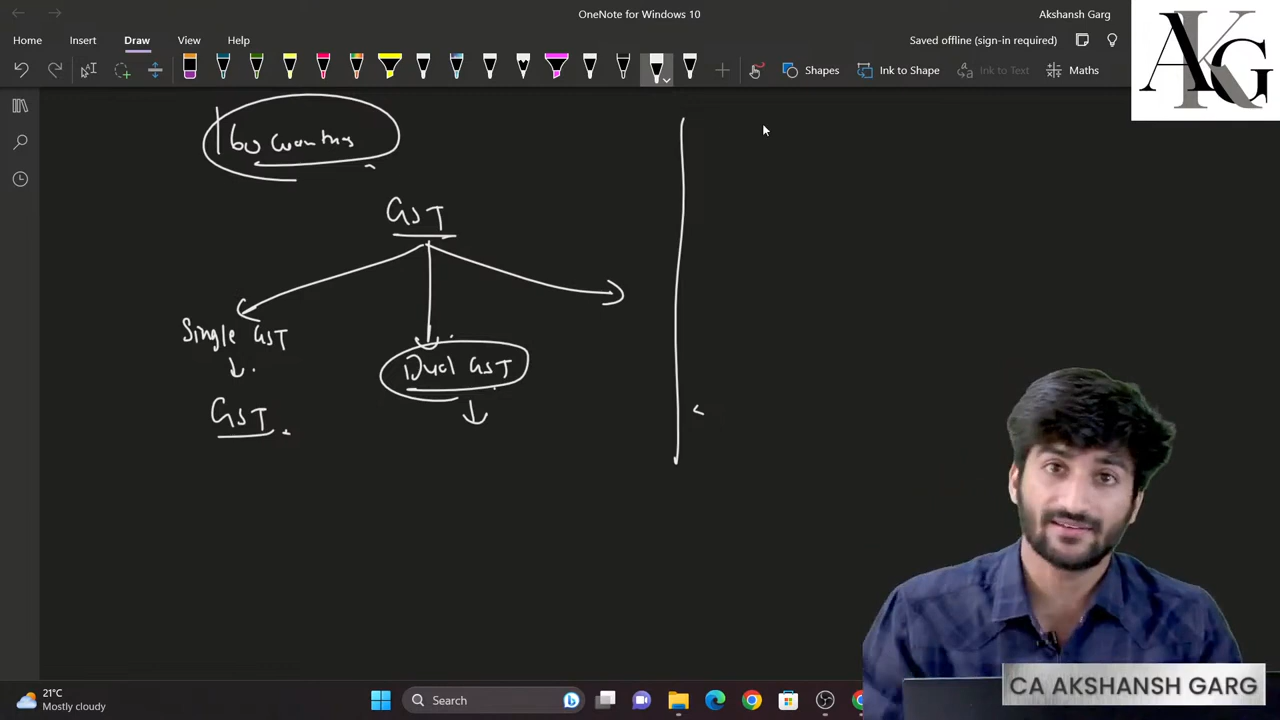 OneNote for Windows 10
Akshansh Garg
Home Insert Draw View Help
Saved offline (sign-in required)
Shapes
Ink to Shape
Ink to Text
Maths
AKG
160 countries
GST
Single GST
Dual GST
GST
CA AKSHANSH GARG
21°C
Mostly cloudy
Search